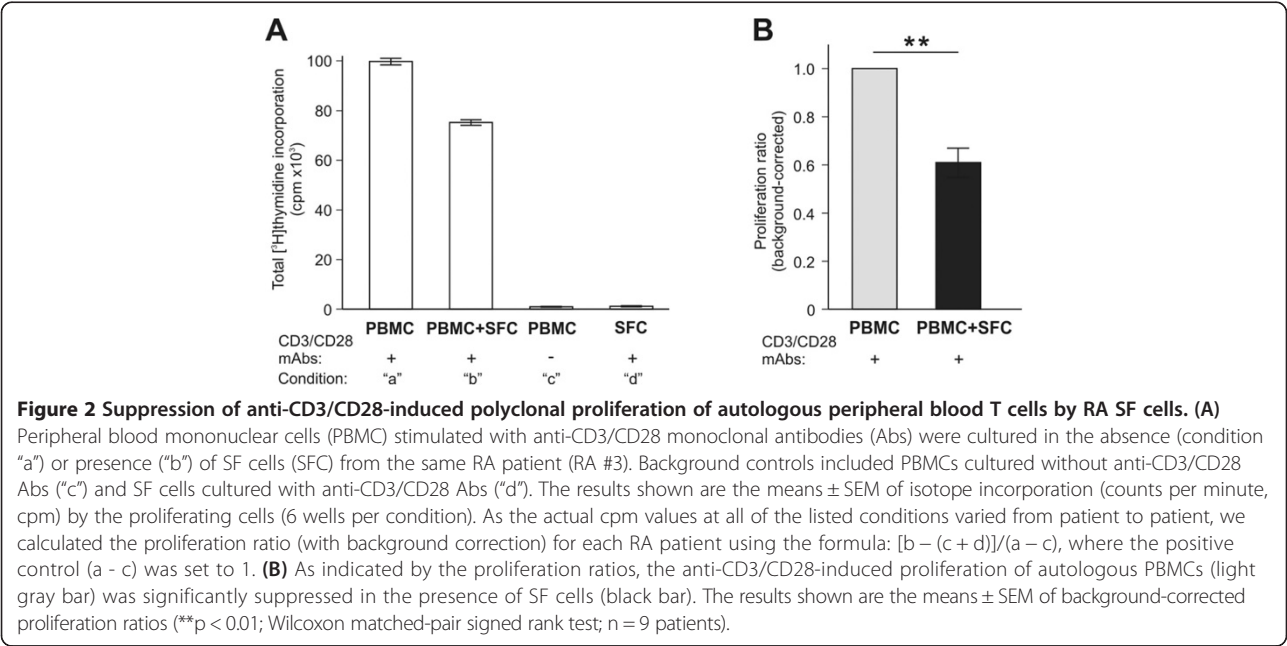 A
Total [³H]thymidine incorporation
(cpm x10³)
100
80
60
40
20
0
PBMC PBMC+SFC PBMC SFC
CD3/CD28
mAbs: + + - +
Condition: “a” “b” “c” “d”
B
**
Proliferation ratio
(background-corrected)
1.0
0.8
0.6
0.4
0.2
0
PBMC PBMC+SFC
CD3/CD28
mAbs: + +
Figure 2 Suppression of anti-CD3/CD28-induced polyclonal proliferation of autologous peripheral blood T cells by RA SF cells. (A)
Peripheral blood mononuclear cells (PBMC) stimulated with anti-CD3/CD28 monoclonal antibodies (Abs) were cultured in the absence (condition
“a”) or presence (“b”) of SF cells (SFC) from the same RA patient (RA #3). Background controls included PBMCs cultured without anti-CD3/CD28
Abs (“c”) and SF cells cultured with anti-CD3/CD28 Abs (“d”). The results shown are the means ± SEM of isotope incorporation (counts per minute,
cpm) by the proliferating cells (6 wells per condition). As the actual cpm values at all of the listed conditions varied from patient to patient, we
calculated the proliferation ratio (with background correction) for each RA patient using the formula: [b − (c + d)]/(a − c), where the positive
control (a - c) was set to 1. (B) As indicated by the proliferation ratios, the anti-CD3/CD28-induced proliferation of autologous PBMCs (light
gray bar) was significantly suppressed in the presence of SF cells (black bar). The results shown are the means ± SEM of background-corrected
proliferation ratios (**p < 0.01; Wilcoxon matched-pair signed rank test; n = 9 patients).